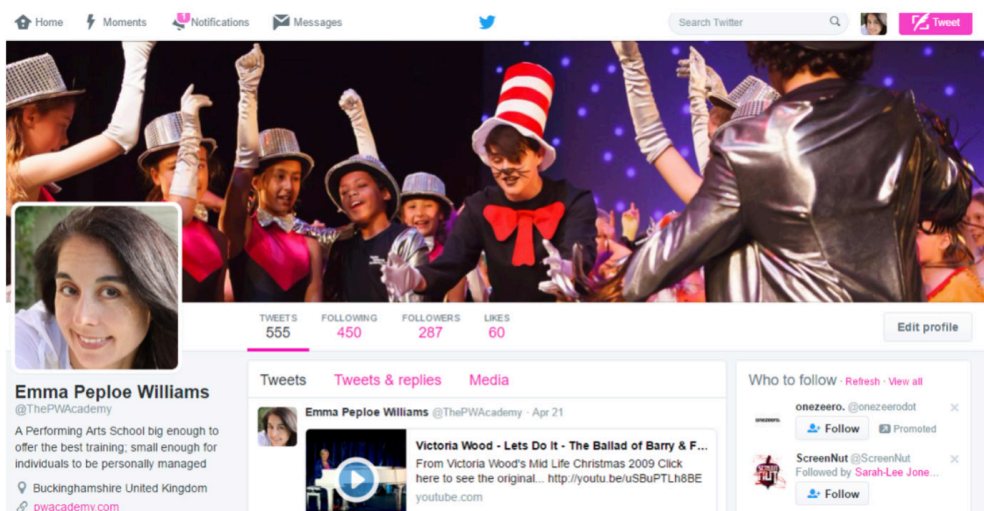 Home Moments 1 Notifications Messages Search Twitter Tweet
TWEETS FOLLOWING FOLLOWERS LIKES
555 450 287 60
Edit profile
Emma Peploe Williams
@ThePWAcademy
A Performing Arts School big enough to
offer the best training; small enough for
individuals to be personally managed
Buckinghamshire United Kingdom
pwacademy.com
Tweets Tweets & replies Media
Emma Peploe Williams @ThePWAcademy · Apr 21
Victoria Wood - Lets Do It - The Ballad of Barry & F...
From Victoria Wood's Mid Life Christmas 2009 Click
here to see the original... http://youtu.be/uSBuPTLh8BE
youtube.com
Who to follow · Refresh · View all
onezeero.
onezeero. @onezeerodot
Follow Promoted
SCREEN NUT
ScreenNut @ScreenNut
Followed by Sarah-Lee Jone...
Follow